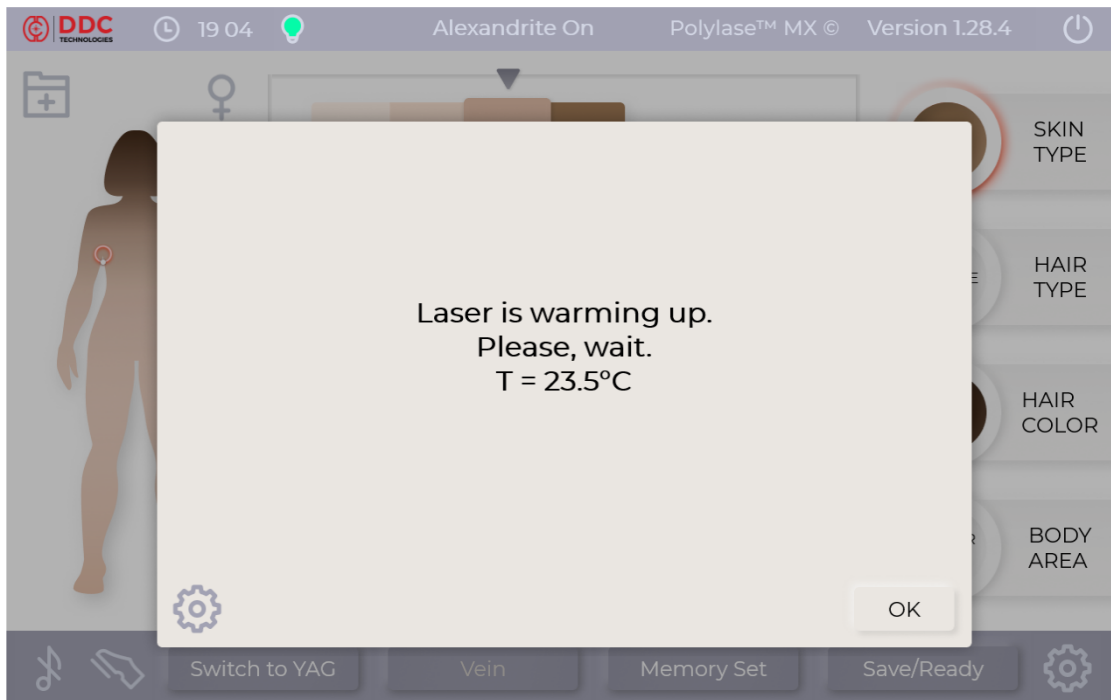 DDC
TECHNOLOGIES
19 04
Alexandrite On
Polylase™ MX ©
Version 1.28.4
SKIN
TYPE
HAIR
TYPE
Laser is warming up.
Please, wait.
T = 23.5°C
HAIR
COLOR
BODY
AREA
OK
Switch to YAG
Vein
Memory Set
Save/Ready